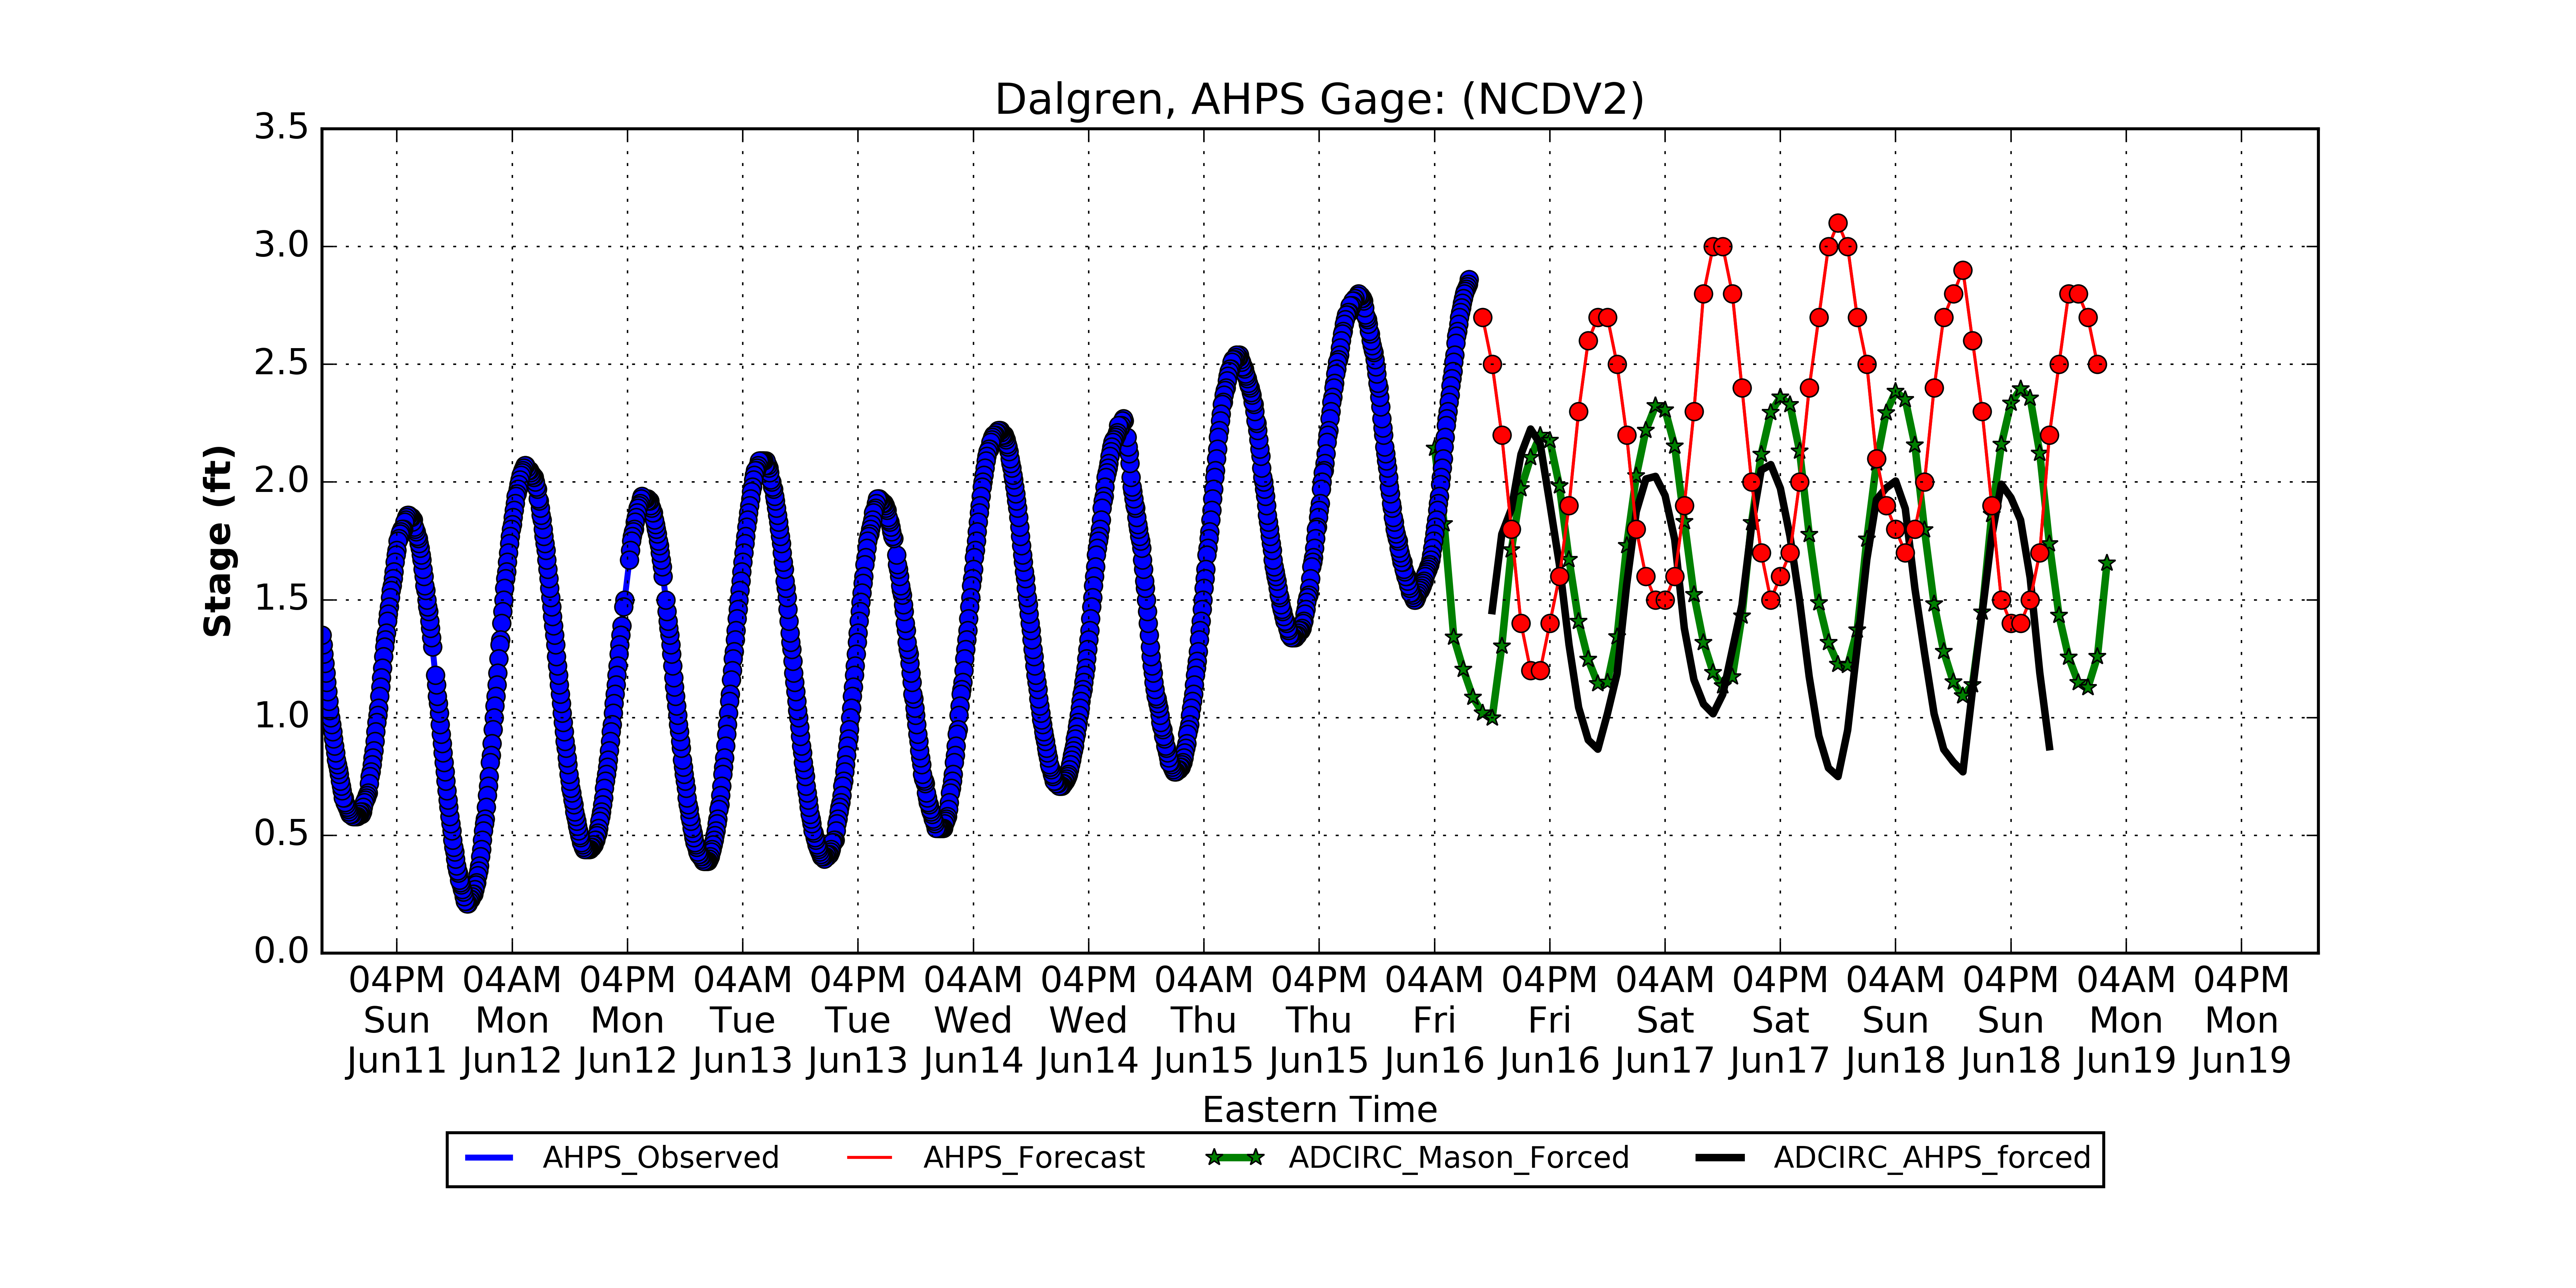 Dalgren, AHPS Gage: (NCDV2)
Stage (ft)
3.5
3.0
2.5
2.0
1.5
1.0
0.5
0.0
04PM 04AM 04PM 04AM 04PM 04AM 04PM 04AM 04PM 04AM 04PM 04AM 04PM 04AM 04PM 04AM 04PM
Sun Mon Mon Tue Tue Wed Wed Thu Thu Fri Fri Sat Sat Sun Sun Mon Mon
Jun11 Jun12 Jun12 Jun13 Jun13 Jun14 Jun14 Jun15 Jun15 Jun16 Jun16 Jun17 Jun17 Jun18 Jun18 Jun19 Jun19
Eastern Time
AHPS_Observed AHPS_Forecast ADCIRC_Mason_Forced ADCIRC_AHPS_forced